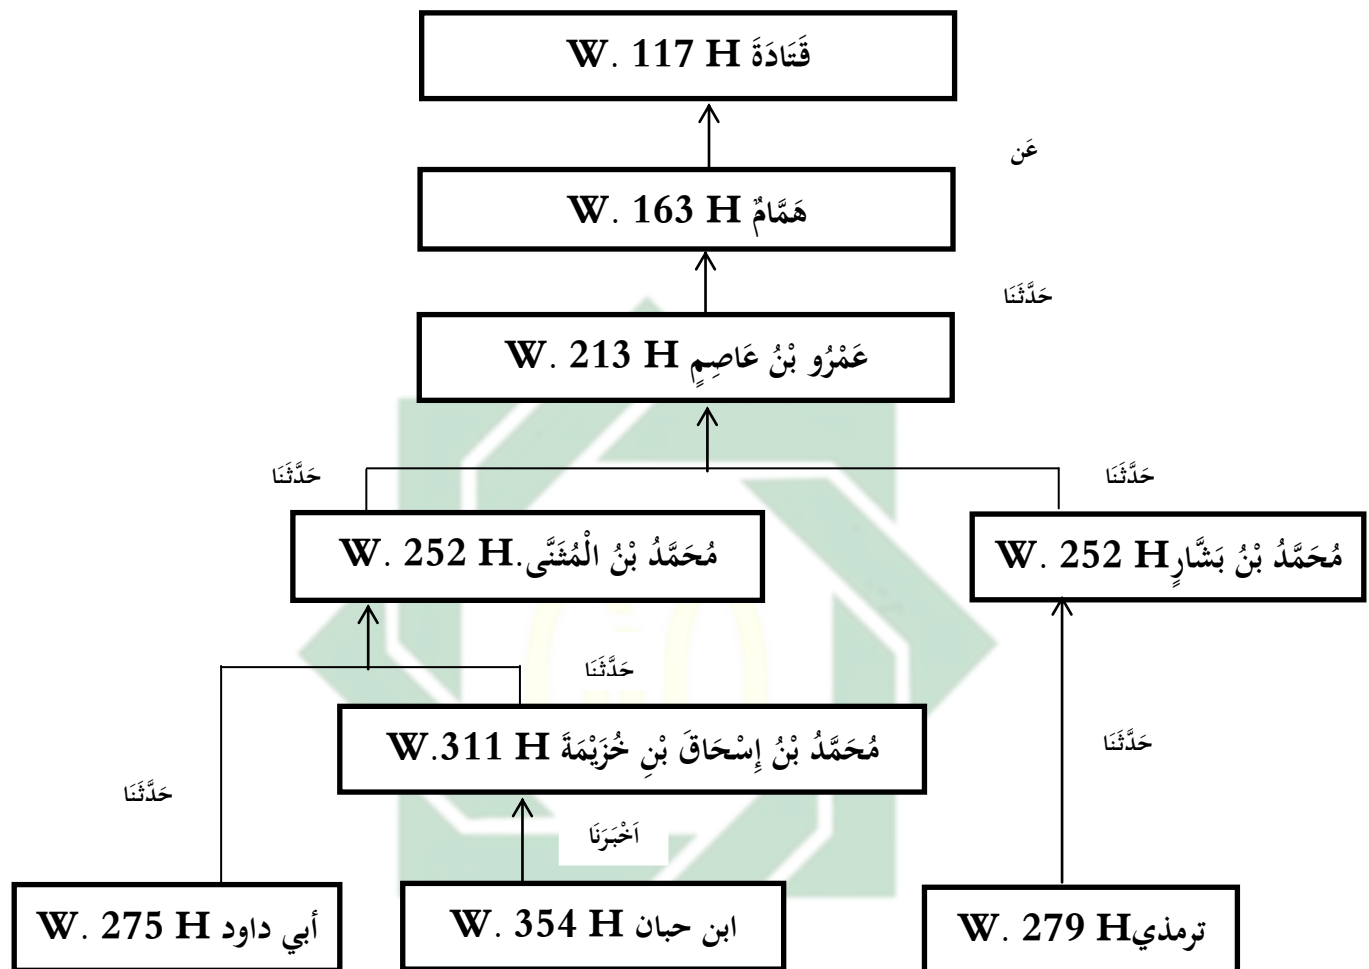 قَتَادَةَ W. 117 H
عَن
هَمَّامٌ W. 163 H
حَدَّثَنَا
عَمْرُو بْنُ عَاصِمٍ W. 213 H
حَدَّثَنَا
حَدَّثَنَا
مُحَمَّدُ بْنُ الْمُثَنَّى.W. 252 H
مُحَمَّدُ بْنُ بَشَّارٍW. 252 H
حَدَّثَنَا
مُحَمَّدُ بْنُ إِسْحَاقَ بْنِ خُزَيْمَةَ W.311 H
حَدَّثَنَا
حَدَّثَنَا
اَخْبَرَنَا
أبي داود W. 275 H
ابن حبان W. 354 H
ترمذيW. 279 H